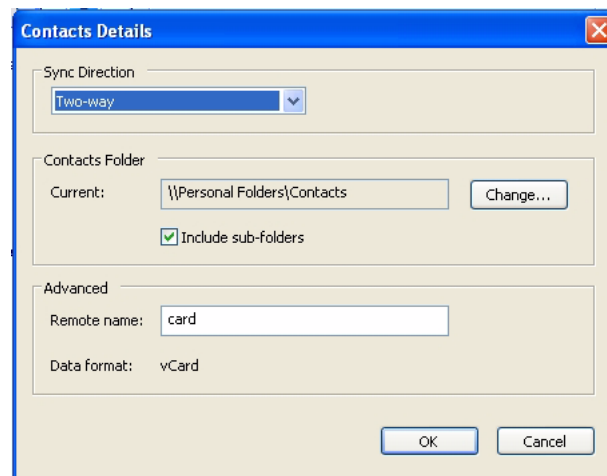 Contacts Details
Sync Direction
Two-way
Contacts Folder
Current: \\Personal Folders\Contacts Change...
Include sub-folders
Advanced
Remote name: card
Data format: vCard
OK Cancel